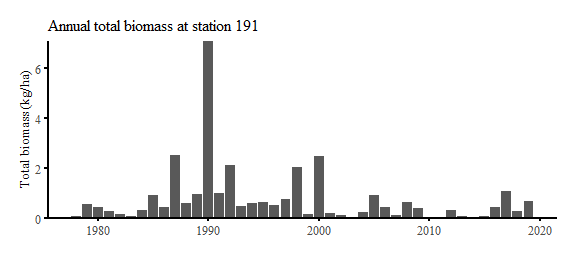 Annual total biomass at station 191
Total biomass (kg/ha)
6
4
2
0
1980 1990 2000 2010 2020